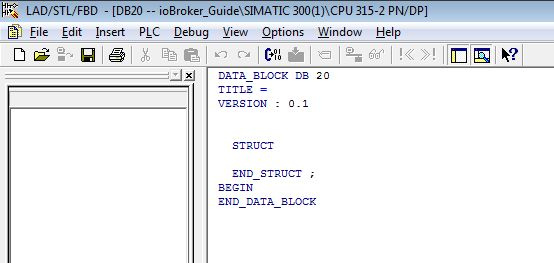 LAD/STL/FBD - [DB20 -- ioBroker_Guide\SIMATIC 300(1)\CPU 315-2 PN/DP]
File Edit Insert PLC Debug View Options Window Help
DATA_BLOCK DB 20
TITLE =
VERSION : 0.1
STRUCT
END_STRUCT ;
BEGIN
END_DATA_BLOCK